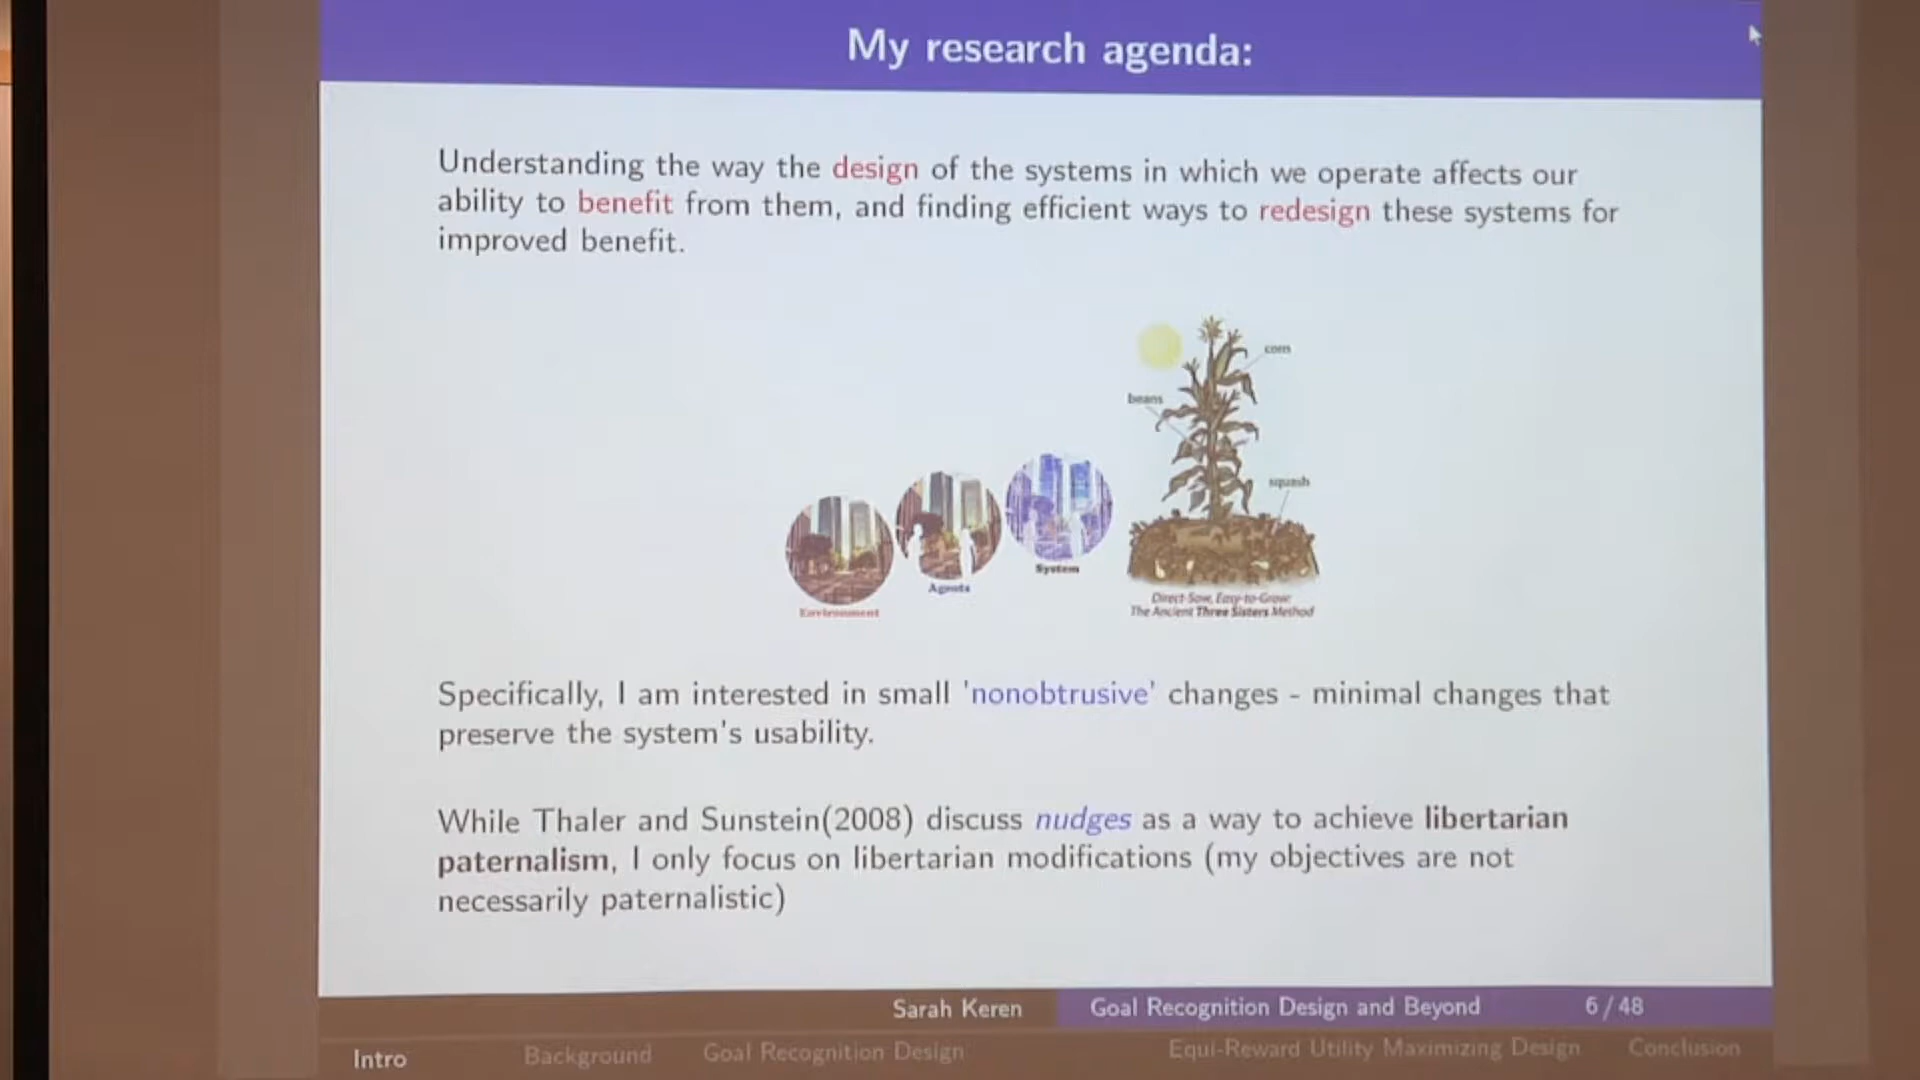 My research agenda:
Understanding the way the design of the systems in which we operate affects our
ability to benefit from them, and finding efficient ways to redesign these systems for
improved benefit.
corn
beans
squash
System
Agents
Environment
Direct-Sow, Easy-to-Grow
The Ancient Three Sisters Method
Specifically, I am interested in small 'nonobtrusive' changes - minimal changes that
preserve the system's usability.
While Thaler and Sunstein(2008) discuss nudges as a way to achieve libertarian
paternalism, I only focus on libertarian modifications (my objectives are not
necessarily paternalistic)
Sarah Keren Goal Recognition Design and Beyond 6 / 48
Intro Background Goal Recognition Design Equi-Reward Utility Maximizing Design Conclusion